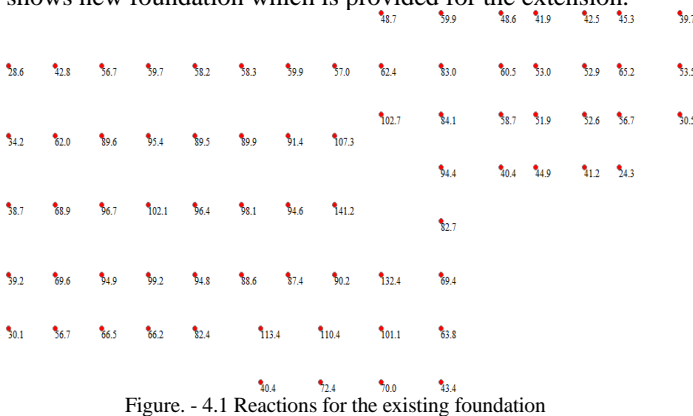 shows new foundation which is provided for the extension.
48.7 59.9 48.6 41.9 42.5 45.3 39.7
28.6 42.8 56.7 59.7 58.2 58.3 59.9 57.0 62.4 83.0 60.5 53.0 52.9 65.2 53.5
102.7 84.1 58.7 51.9 52.6 56.7 30.5
34.2 62.0 89.6 95.4 89.5 89.9 91.4 107.3
94.4 40.4 44.9 41.2 24.3
38.7 68.9 96.7 102.1 96.4 98.1 94.6 141.2
82.7
39.2 69.6 94.9 99.2 94.8 88.6 87.4 90.2 132.4 69.4
30.1 56.7 66.5 66.2 82.4 113.4 110.4 101.1 63.8
40.4 72.4 70.0 43.4
Figure. - 4.1 Reactions for the existing foundation